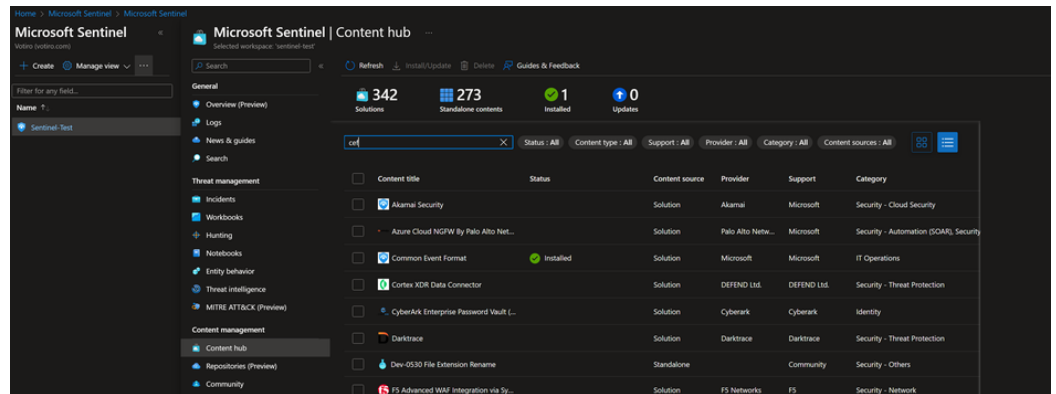 Home > Microsoft Sentinel > Microsoft Sentinel
Microsoft Sentinel «
Votiro (votiro.com)
+ Create Manage view ∨ ...
Filter for any field...
Name ↑
Sentinel-Test
Microsoft Sentinel | Content hub ...
Selected workspace: 'sentinel-test'
Search «
General
Overview (Preview)
Logs
News & guides
Search
Threat management
Incidents
Workbooks
Hunting
Notebooks
Entity behavior
Threat intelligence
MITRE ATT&CK (Preview)
Content management
Content hub
Repositories (Preview)
Community
Refresh Install/Update Delete Guides & Feedback
342 Solutions
273 Standalone contents
1 Installed
0 Updates
cef
Status : All Content type : All Support : All Provider : All Category : All Content sources : All
Content title Status Content source Provider Support Category
Akamai Security Solution Akamai Microsoft Security - Cloud Security
Azure Cloud NGFW By Palo Alto Net... Solution Palo Alto Netw... Microsoft Security - Automation (SOAR), Security
Common Event Format Installed Solution Microsoft Microsoft IT Operations
Cortex XDR Data Connector Solution DEFEND Ltd. DEFEND Ltd. Security - Threat Protection
CyberArk Enterprise Password Vault (... Solution Cyberark Cyberark Identity
Darktrace Solution Darktrace Darktrace Security - Threat Protection
Dev-0530 File Extension Rename Standalone Community Security - Others
F5 Advanced WAF Integration via Sy... Solution F5 Networks F5 Security - Network